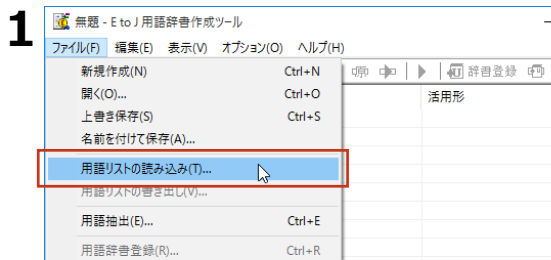 1
無題 - E to J 用語辞書作成ツール
ファイル(F) 編集(E) 表示(V) オプション(O) ヘルプ(H)
新規作成(N) Ctrl+N
用語辞書登録
開く(O)... Ctrl+O
活用形
上書き保存(S) Ctrl+S
名前を付けて保存(A)...
用語リストの読み込み(T)...
用語リストの書き出し(V)...
用語抽出(E)... Ctrl+E
用語辞書登録(R)... Ctrl+R